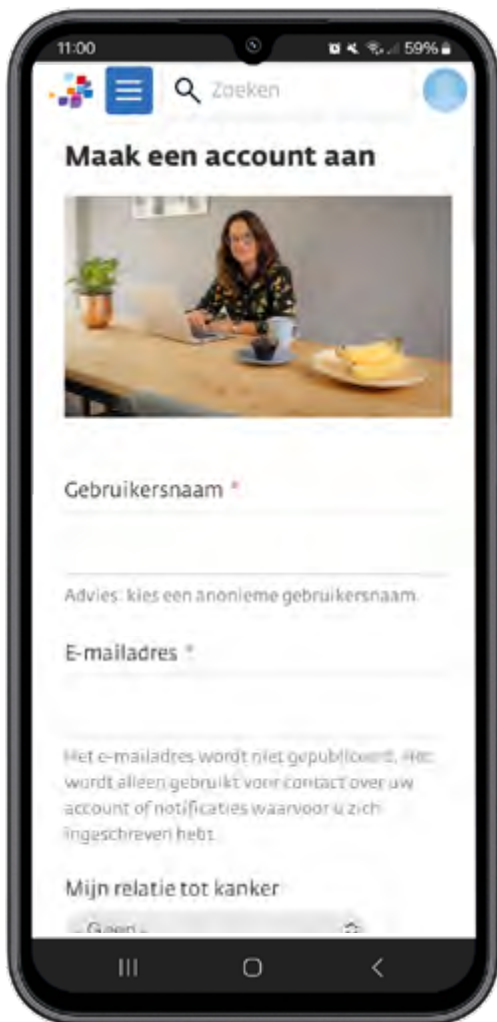 11:00
59%
Zoeken
Maak een account aan
Gebruikersnaam *
Advies: kies een anonieme gebruikersnaam.
E-mailadres *
Het e-mailadres wordt niet gepubliceerd. Het
wordt alleen gebruikt voor contact over uw
account of notificaties waarvoor u zich
ingeschreven hebt.
Mijn relatie tot kanker
- Geen -